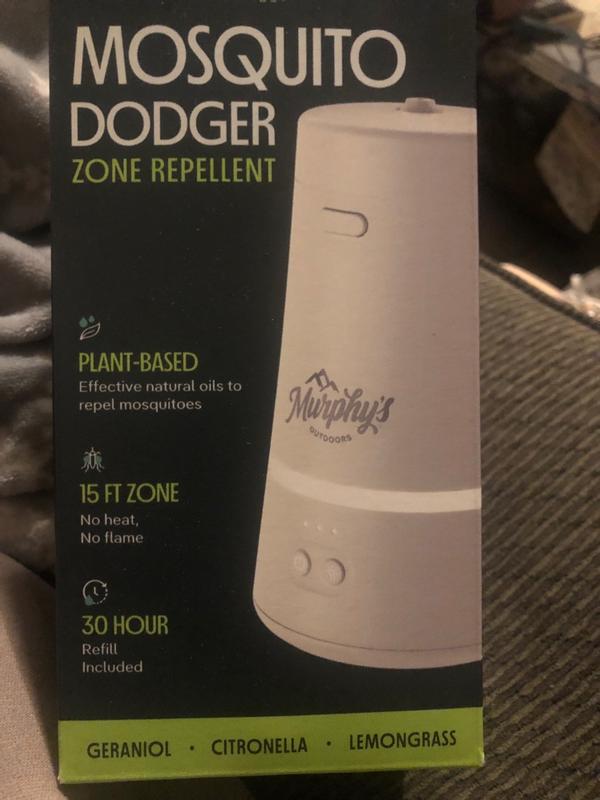 MOSQUITO
DODGER
ZONE REPELLENT
PLANT-BASED
Effective natural oils to
repel mosquitoes
15 FT ZONE
No heat,
No flame
30 HOUR
Refill
Included
Murphy's
OUTDOORS
GERANIOL · CITRONELLA · LEMONGRASS